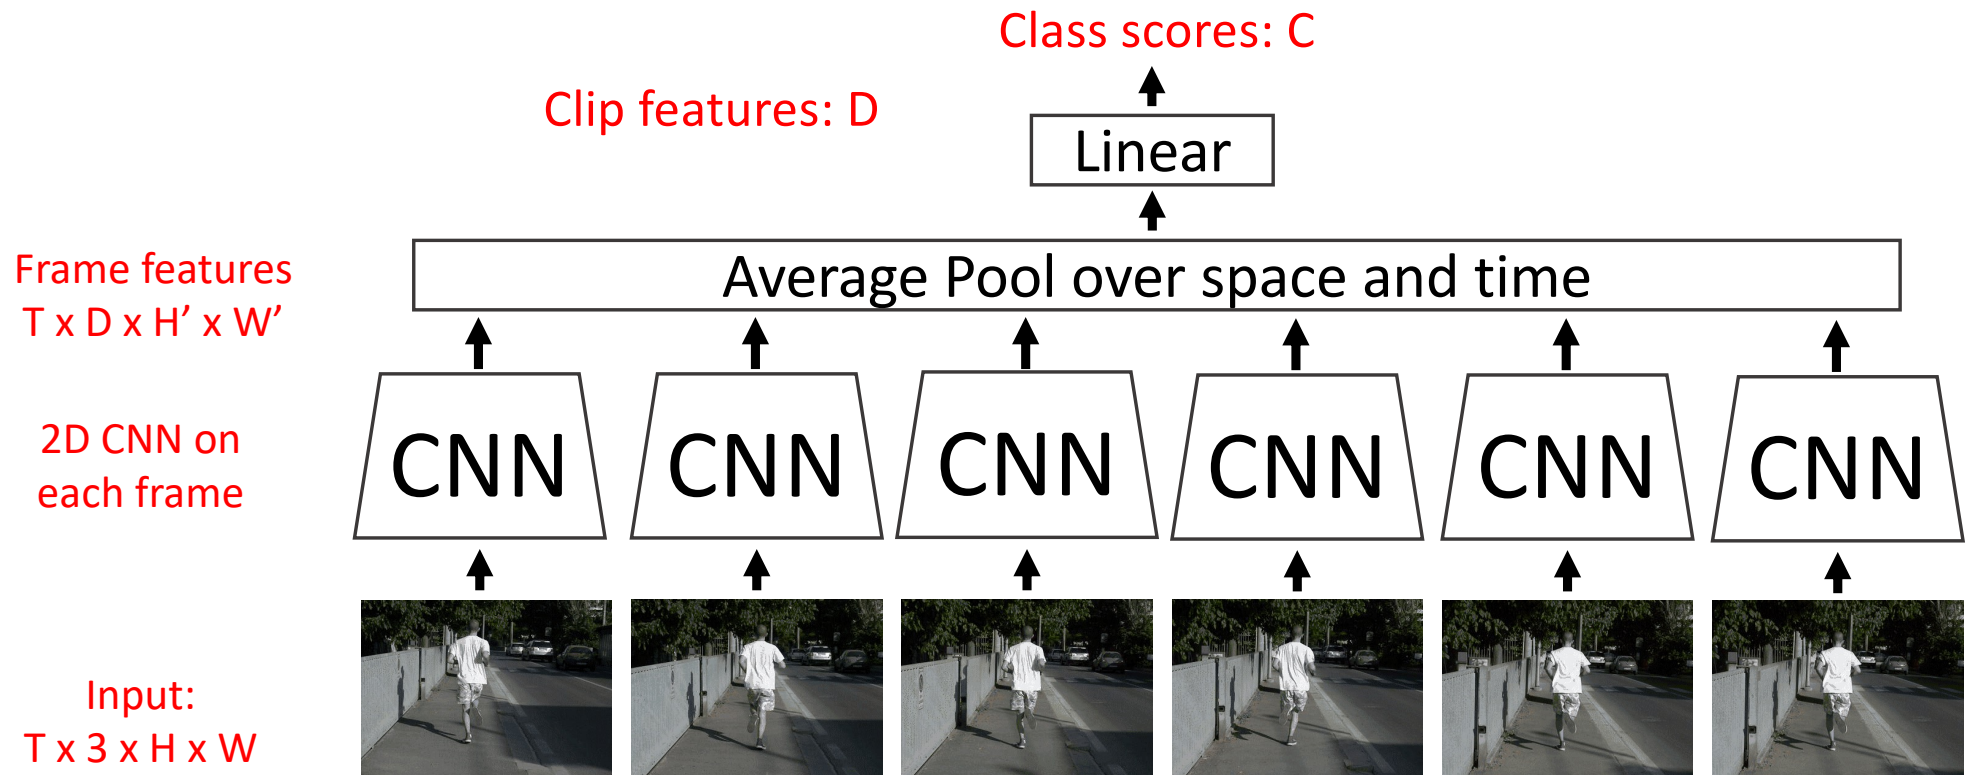 Class scores: C
Clip features: D
Linear
Frame features
T x D x H’ x W’
Average Pool over space and time
2D CNN on
each frame
CNN
CNN
CNN
CNN
CNN
CNN
Input:
T x 3 x H x W